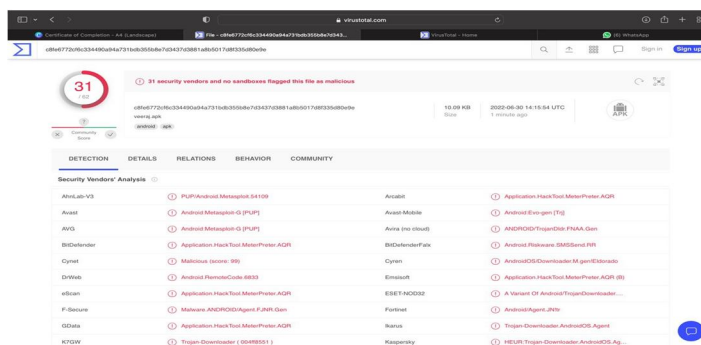 virustotal.com
Certificate of Completion - A4 (Landscape)
File - c8fe6772cf6c334490a94a731bdb355b8e7d343...
VirusTotal - Home
(6) WhatsApp
c8fe6772cf6c334490a94a731bdb355b8e7d3437d3881a8b5017d8f335d80e9e
Sign in
Sign up
31
/ 62
?
Community
Score
31 security vendors and no sandboxes flagged this file as malicious
c8fe6772cf6c334490a94a731bdb355b8e7d3437d3881a8b5017d8f335d80e9e
veeraj.apk
android apk
10.09 KB
Size
2022-06-30 14:15:54 UTC
1 minute ago
APK
DETECTION DETAILS RELATIONS BEHAVIOR COMMUNITY
Security Vendors' Analysis
AhnLab-V3 PUP/Android.Metasploit.54109 Arcabit Application.HackTool.MeterPreter.AQR
Avast Android:Metasploit-G [PUP] Avast-Mobile Android:Evo-gen [Trj]
AVG Android:Metasploit-G [PUP] Avira (no cloud) ANDROID/TrojanDldr.FNAA.Gen
BitDefender Application.HackTool.MeterPreter.AQR BitDefenderFalx Android.Riskware.SMSSend.RR
Cynet Malicious (score: 99) Cyren AndroidOS/Downloader.M.gen!Eldorado
DrWeb Android.RemoteCode.6833 Emsisoft Application.HackTool.MeterPreter.AQR (B)
eScan Application.HackTool.MeterPreter.AQR ESET-NOD32 A Variant Of Android/TrojanDownloader....
F-Secure Malware.ANDROID/Agent.FJNR.Gen Fortinet Android/Agent.JN!tr
GData Application.HackTool.MeterPreter.AQR Ikarus Trojan-Downloader.AndroidOS.Agent
K7GW Trojan-Downloader ( 004ff8551 ) Kaspersky HEUR:Trojan-Downloader.AndroidOS.Ag...